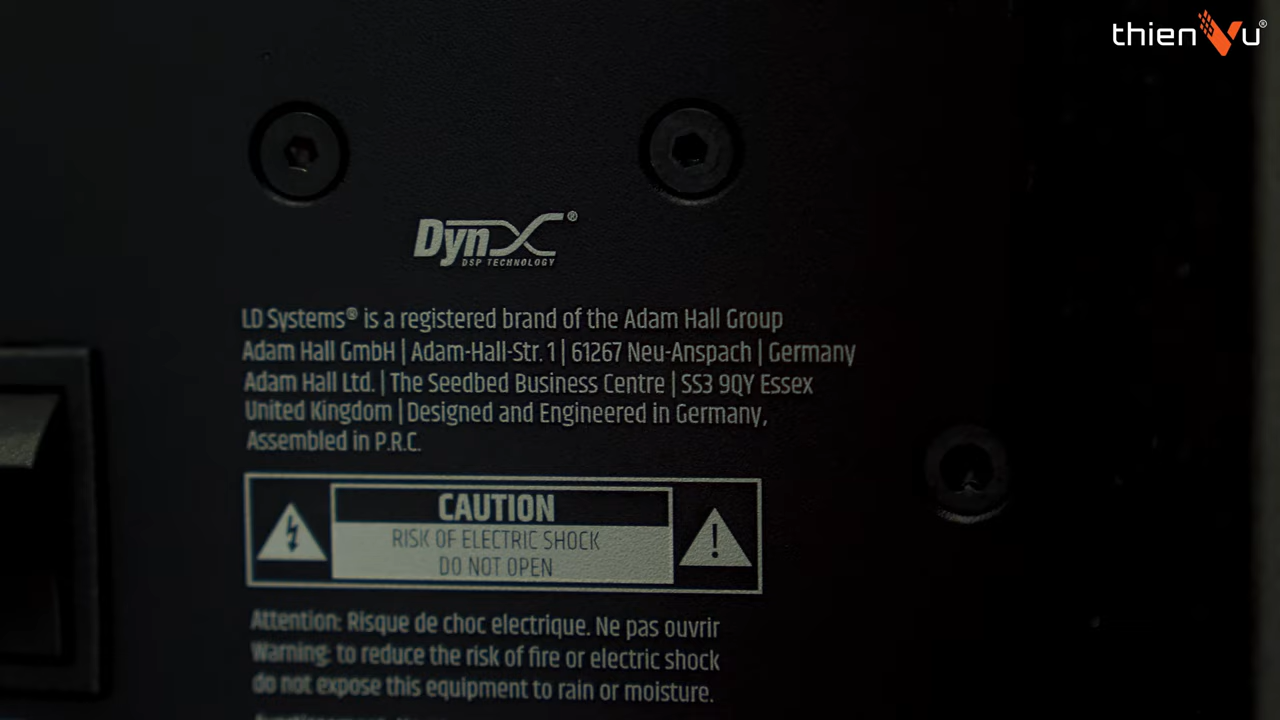 thienVu®
DynX®
DSP TECHNOLOGY
LD Systems® is a registered brand of the Adam Hall Group
Adam Hall GmbH | Adam-Hall-Str. 1 | 61267 Neu-Anspach | Germany
Adam Hall Ltd. | The Seedbed Business Centre | SS3 9QY Essex
United Kingdom | Designed and Engineered in Germany,
Assembled in P.R.C.
CAUTION
RISK OF ELECTRIC SHOCK
DO NOT OPEN
Attention: Risque de choc electrique. Ne pas ouvrir
Warning: to reduce the risk of fire or electric shock
do not expose this equipment to rain or moisture.